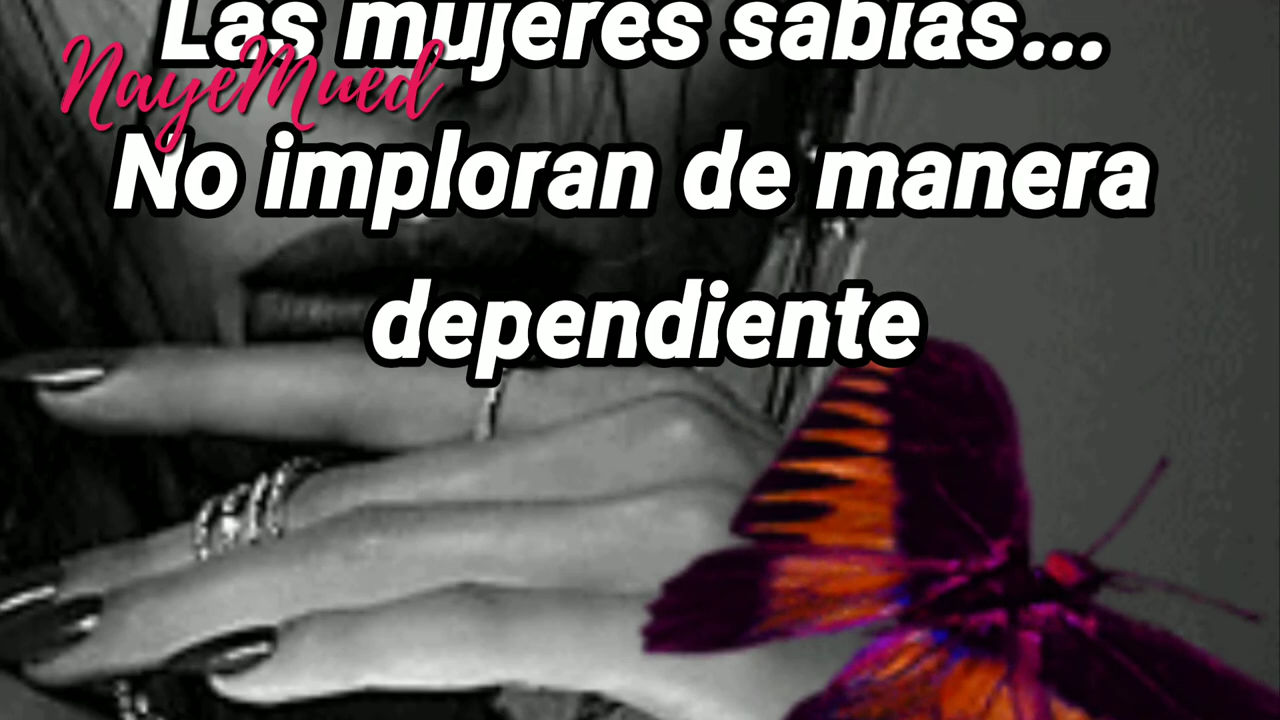 Las mujeres sabias...
NayeMued
No imploran de manera
dependiente